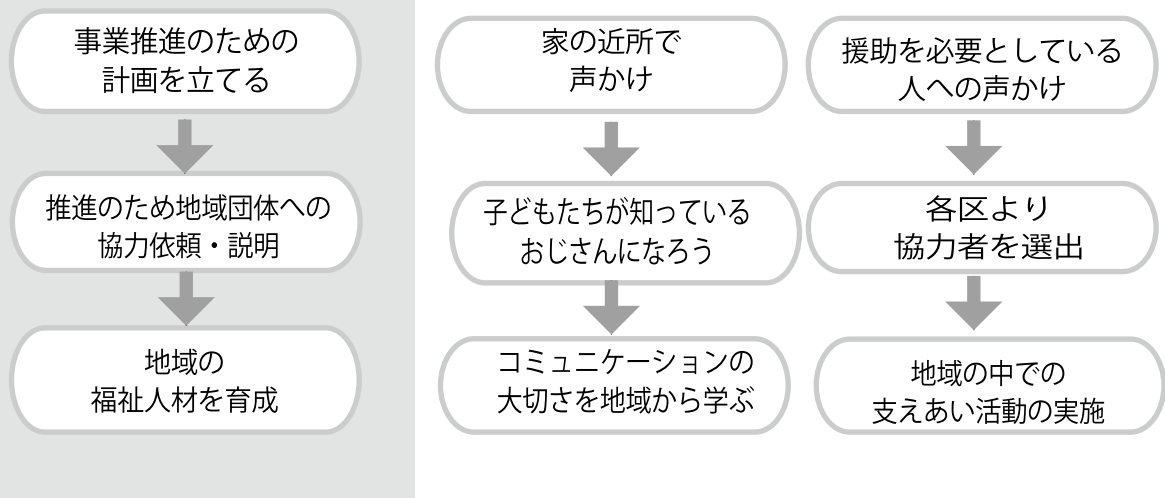 事業推進のための
計画を立てる
推進のため地域団体への
協力依頼・説明
地域の
福祉人材を育成
家の近所で
声かけ
子どもたちが知っている
おじさんになろう
コミュニケーションの
大切さを地域から学ぶ
援助を必要としている
人への声かけ
各区より
協力者を選出
地域の中での
支えあい活動の実施